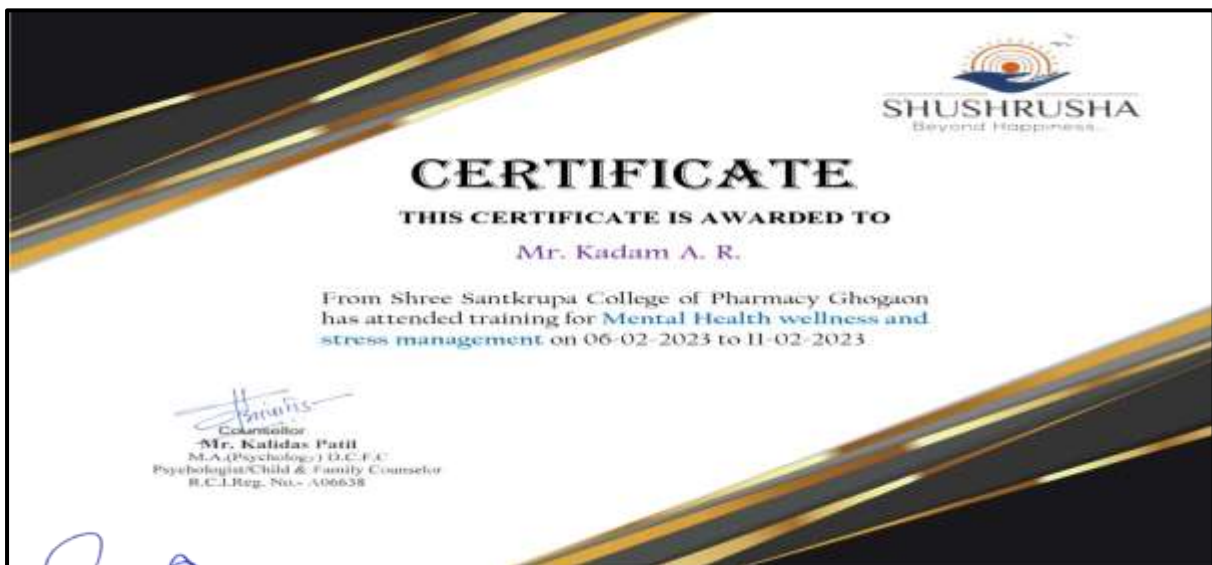 SHUSHRUSHA
Beyond Happiness..
CERTIFICATE
THIS CERTIFICATE IS AWARDED TO
Mr. Kadam A. R.
From Shree Santkrupa College of Pharmacy Ghogaon
has attended training for Mental Health wellness and
stress management on 06-02-2023 to 11-02-2023
Counsellor
Mr. Kalidas Patil
M.A.(Psychology) D.C.F.C
Psychologist/Child & Family Counselor
R.C.I.Reg. No.- A06638